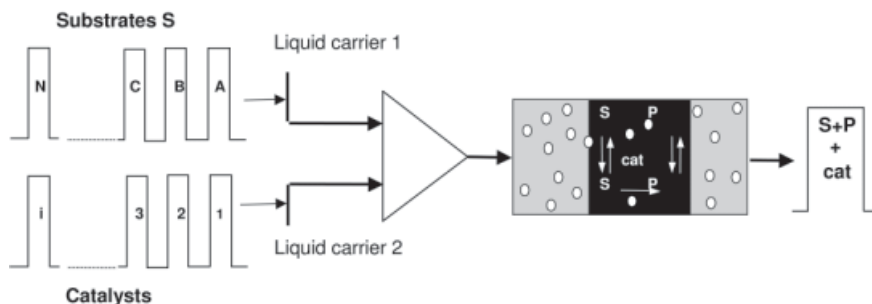 Substrates S
N C B A
Liquid carrier 1
S P
cat
S P
S+P
+
cat
i 3 2 1
Liquid carrier 2
Catalysts